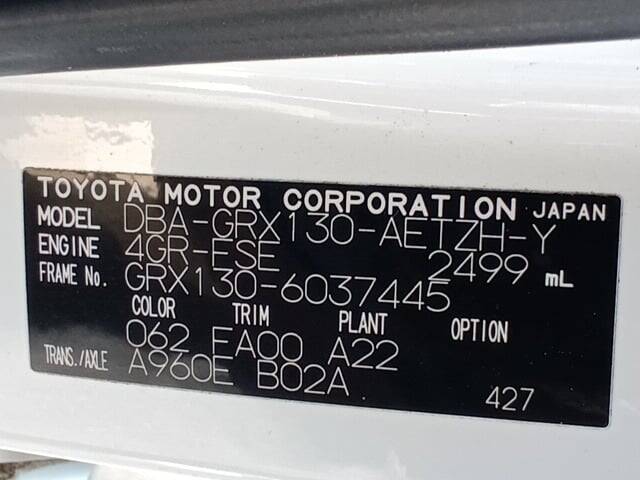 TOYOTA MOTOR CORPORATION JAPAN
MODEL DBA-GRX130-AETZH-Y
ENGINE 4GR-FSE 2499 mL
FRAME No. GRX130-6037445
COLOR TRIM PLANT OPTION
062 FA00 A22
TRANS./AXLE A960E B02A 427